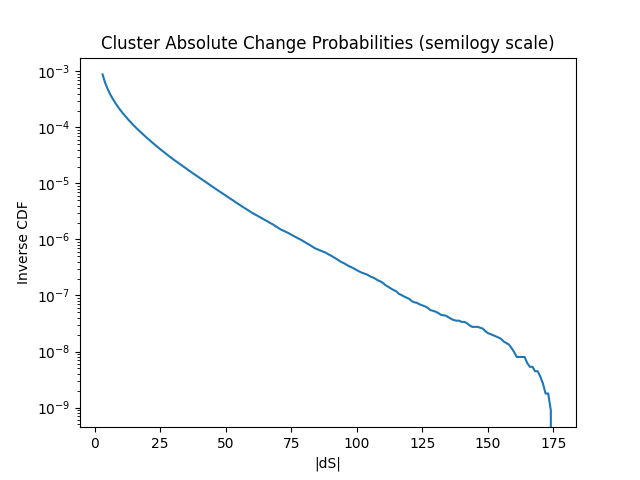 Cluster Absolute Change Probabilities (semilogy scale)
10⁻³
10⁻⁴
10⁻⁵
10⁻⁶
10⁻⁷
10⁻⁸
10⁻⁹
Inverse CDF
0 25 50 75 100 125 150 175
|dS|